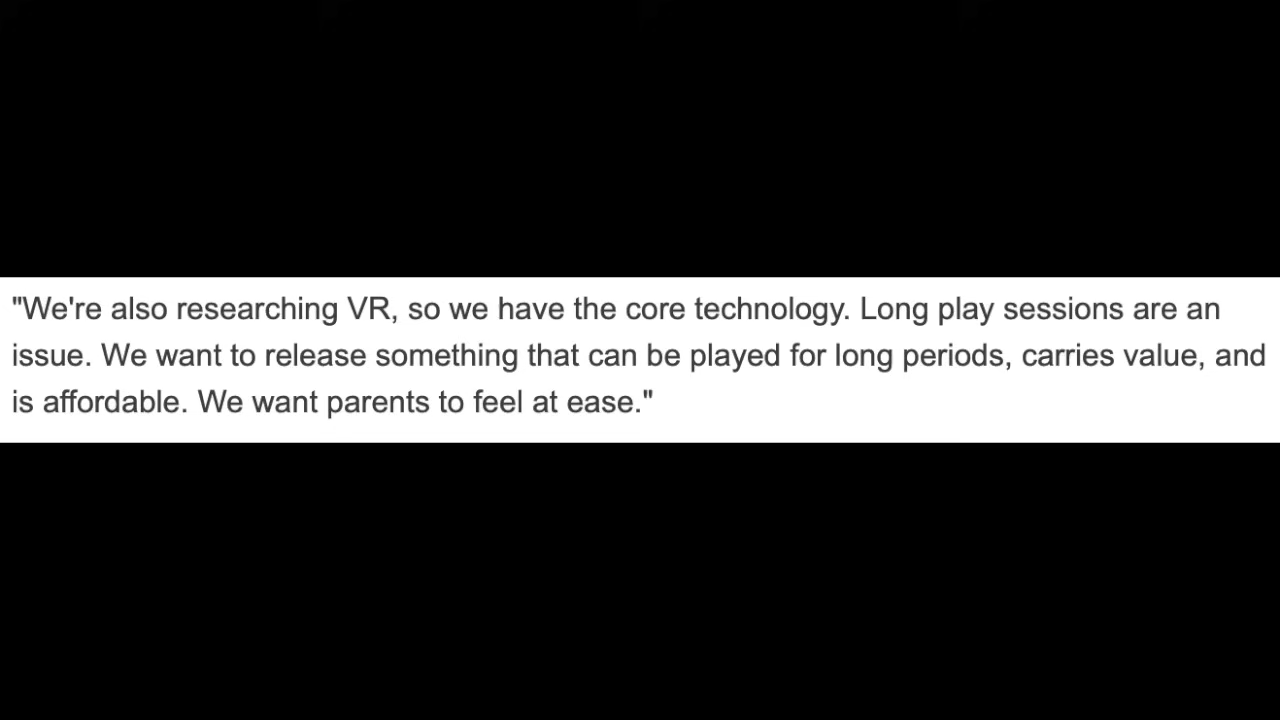 "We're also researching VR, so we have the core technology. Long play sessions are an
issue. We want to release something that can be played for long periods, carries value, and
is affordable. We want parents to feel at ease."